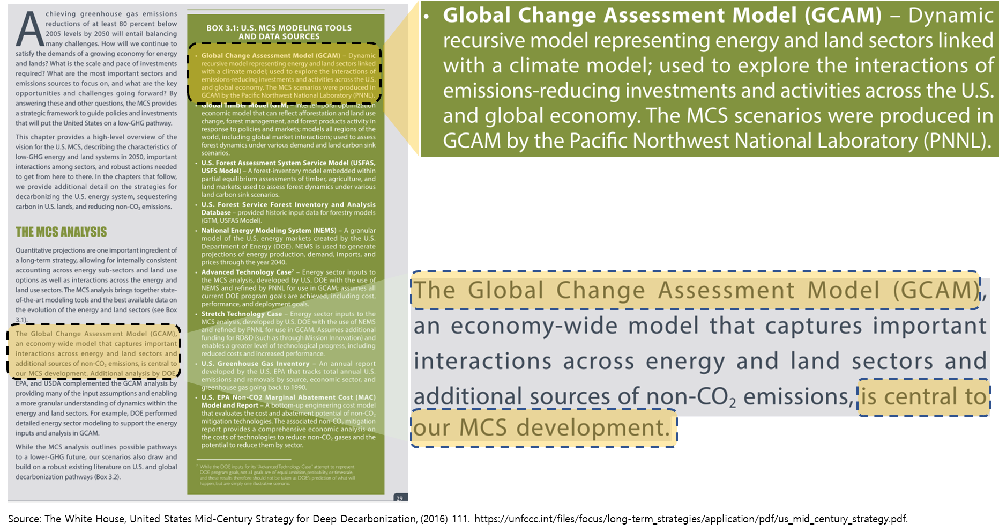 Achieving greenhouse gas emissions
reductions of at least 80 percent below
2005 levels by 2050 will entail balancing
many challenges. How will we continue to
satisfy the demands of a growing economy for energy
and lands? What is the scale and pace of investments
required? What are the most important sectors and
emissions sources to focus on, and what are the key
opportunities and challenges going forward? By
answering these and other questions, the MCS provides
a strategic framework to guide policies and investments
that will put the United States on a low-GHG pathway.
This chapter provides a high-level overview of the
vision for the U.S. MCS, describing the characteristics of
low-GHG energy and land systems in 2050, important
interactions among sectors, and robust actions needed
to get from here to there. In the chapters that follow,
we provide additional detail on the strategies for
decarbonizing the U.S. energy system, sequestering
carbon in U.S. lands, and reducing non-CO₂ emissions.
THE MCS ANALYSIS
Quantitative projections are one important ingredient of
a long-term strategy, allowing for internally consistent
accounting across energy sub-sectors and land use
options as well as interactions across the energy and
land use sectors. The MCS analysis brings together state-
of-the-art modeling tools and the best available data on
the evolution of the energy and land sectors (see Box
3.1).
The Global Change Assessment Model (GCAM),
an economy-wide model that captures important
interactions across energy and land sectors and
additional sources of non-CO₂ emissions, is central to
our MCS development. Additional analysis by DOE,
EPA, and USDA complemented the GCAM analysis by
providing many of the input assumptions and enabling
a more granular understanding of dynamics within the
energy and land sectors. For example, DOE performed
detailed energy sector modeling to support the energy
inputs and analysis in GCAM.
While the MCS analysis outlines possible pathways
to a lower-GHG future, our scenarios also draw and
build on a robust existing literature on U.S. and global
decarbonization pathways (Box 3.2).
BOX 3.1: U.S. MCS MODELING TOOLS
AND DATA SOURCES
• Global Change Assessment Model (GCAM) – Dynamic
recursive model representing energy and land sectors linked
with a climate model; used to explore the interactions of
emissions-reducing investments and activities across the U.S.
and global economy. The MCS scenarios were produced in
GCAM by the Pacific Northwest National Laboratory (PNNL).
• Global Timber Model (GTM) – Intertemporal optimization
economic model that can reflect afforestation and land use
change, forest management, and forest products activity in
response to policies and markets; models all regions of the
world, including global market interactions; used to assess
forest dynamics under various demand and land carbon sink
scenarios.
• U.S. Forest Assessment System Service Model (USFAS,
USFS Model) – A forest-inventory model embedded within
partial equilibrium assessments of timber, agriculture, and
land markets; used to assess forest dynamics under various
land carbon sink scenarios.
• U.S. Forest Service Forest Inventory and Analysis
Database – provided historic input data for forestry models
(GTM, USFAS Model).
• National Energy Modeling System (NEMS) – A granular
model of the U.S. energy markets created by the U.S.
Department of Energy (DOE). NEMS is used to generate
projections of energy production, demand, imports, and
prices through the year 2040.
• Advanced Technology Case⁷ – Energy sector inputs to
the MCS analysis, developed by U.S. DOE with the use of
NEMS and refined by PNNL for use in GCAM; assumes all
current DOE program goals are achieved, including cost,
performance, and deployment goals.
• Stretch Technology Case – Energy sector inputs to the
MCS analysis, developed by U.S. DOE with the use of NEMS
and refined by PNNL for use in GCAM. Assumes additional
funding for RD&D (such as through Mission Innovation) and
enables a greater level of technological progress, including
reduced costs and increased performance.
• U.S. Greenhouse Gas Inventory – An annual report
developed by the U.S. EPA that tracks total annual U.S.
emissions and removals by source, economic sector, and
greenhouse gas going back to 1990.
• U.S. EPA Non-CO2 Marginal Abatement Cost (MAC)
Model and Report – A bottom-up engineering cost model
that evaluates the cost and abatement potential of non-CO₂
mitigation technologies. The associated non-CO₂ mitigation
report provides a comprehensive economic analysis on
the costs of technologies to reduce non-CO₂ gases and the
potential to reduce them by sector.
⁷ While the DOE inputs for its "Advanced Technology Case" attempt to represent
DOE program goals, not all goals are of equal ambition, probability, or timescale,
and these results therefore should not be taken as DOE's prediction of what will
happen, but are simply one illustrative scenario.
29
• Global Change Assessment Model (GCAM) – Dynamic
recursive model representing energy and land sectors linked
with a climate model; used to explore the interactions of
emissions-reducing investments and activities across the U.S.
and global economy. The MCS scenarios were produced in
GCAM by the Pacific Northwest National Laboratory (PNNL).
The Global Change Assessment Model (GCAM),
an economy-wide model that captures important
interactions across energy and land sectors and
additional sources of non-CO₂ emissions, is central to
our MCS development.
Source: The White House, United States Mid-Century Strategy for Deep Decarbonization, (2016) 111. https://unfccc.int/files/focus/long-term_strategies/application/pdf/us_mid_century_strategy.pdf.